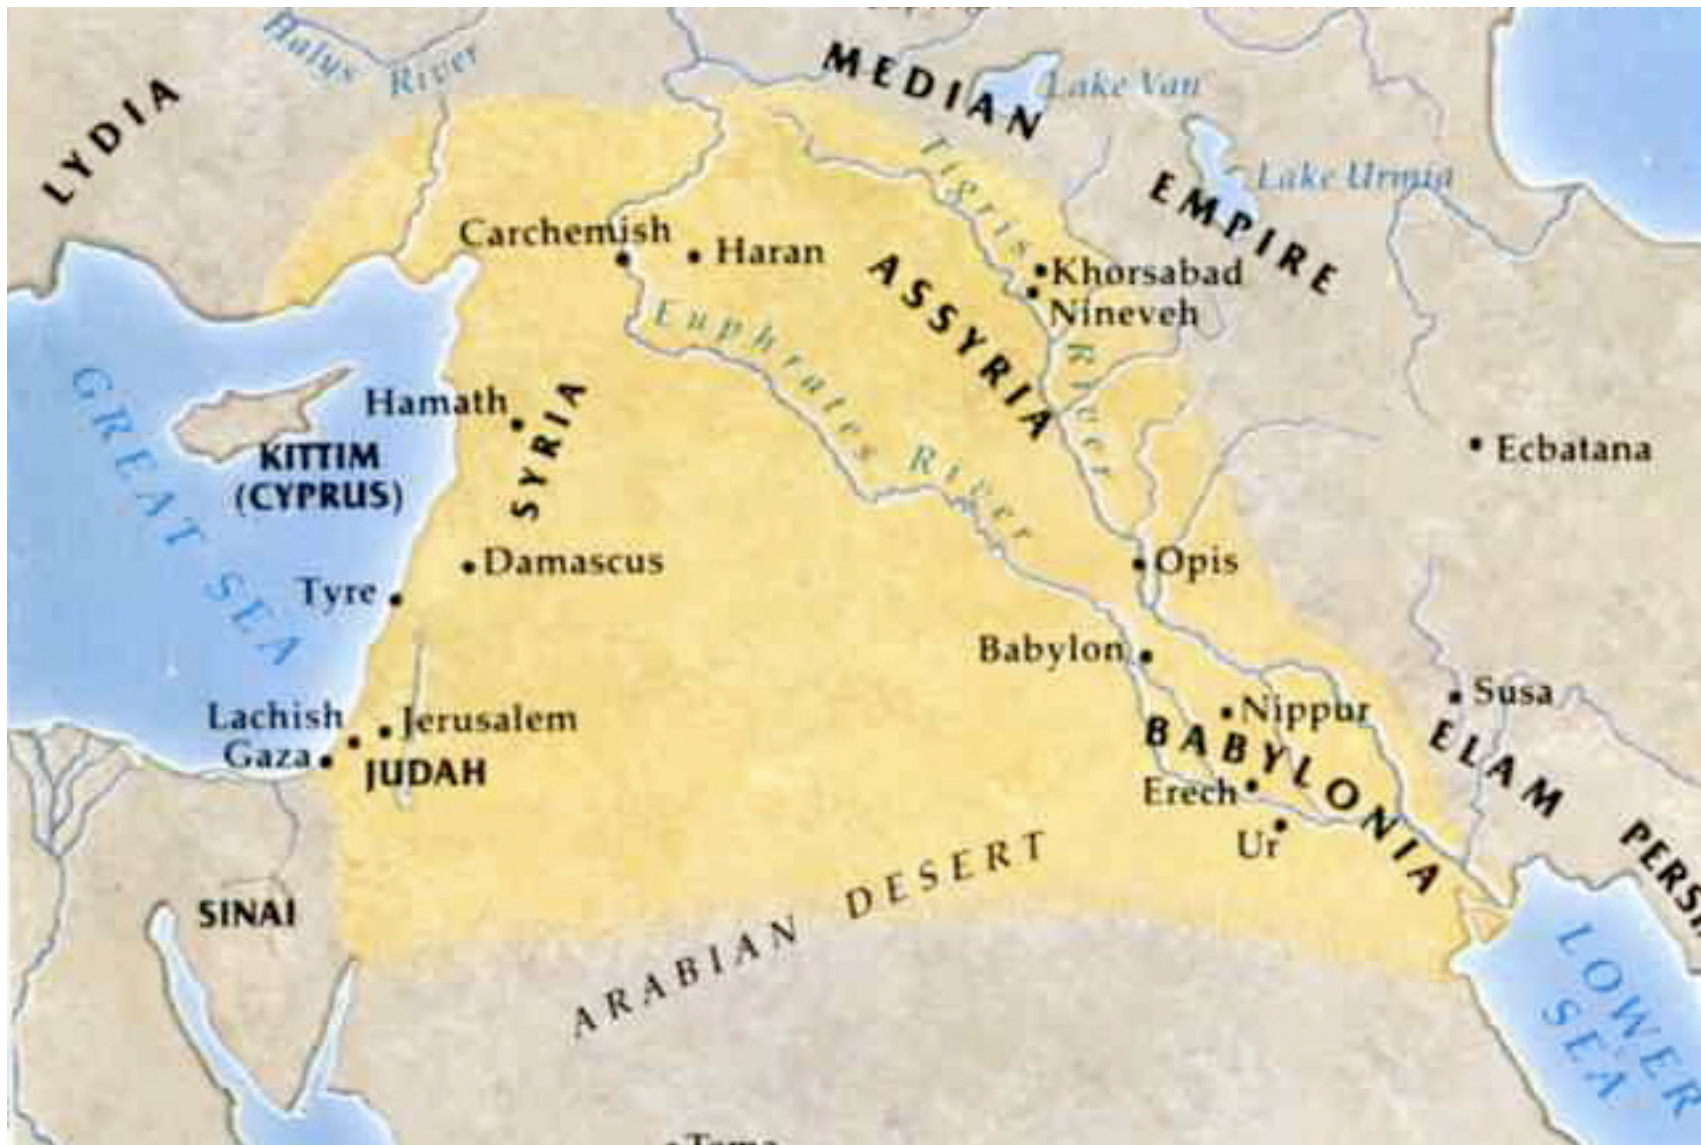 Halys River
MEDIAN
EMPIRE
Lake Van
LYDIA
Tigris River
Lake Urmia
Carchemish
Haran
ASSYRIA
Khorsabad
Nineveh
Euphrates River
GREAT SEA
Hamath
SYRIA
KITTIM
(CYPRUS)
Ecbatana
Damascus
Opis
Tyre
Babylon
Susa
Lachish
Jerusalem
Nippur
Gaza
JUDAH
BABYLONIA
ELAM
Erech
Ur
ARABIAN DESERT
SINAI
LOWER
SEA